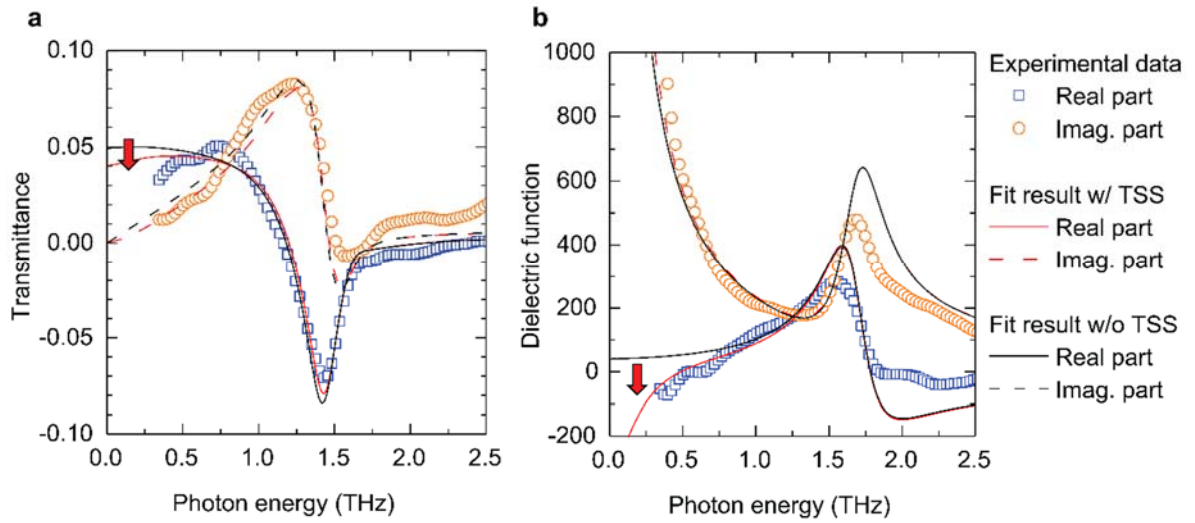 a
0.10
0.05
0.00
-0.05
-0.10
Transmittance
0.0 0.5 1.0 1.5 2.0 2.5
Photon energy (THz)
b
1000
800
600
400
200
0
-200
Dielectric function
0.0 0.5 1.0 1.5 2.0 2.5
Photon energy (THz)
Experimental data
Real part
Imag. part
Fit result w/ TSS
Real part
Imag. part
Fit result w/o TSS
Real part
Imag. part